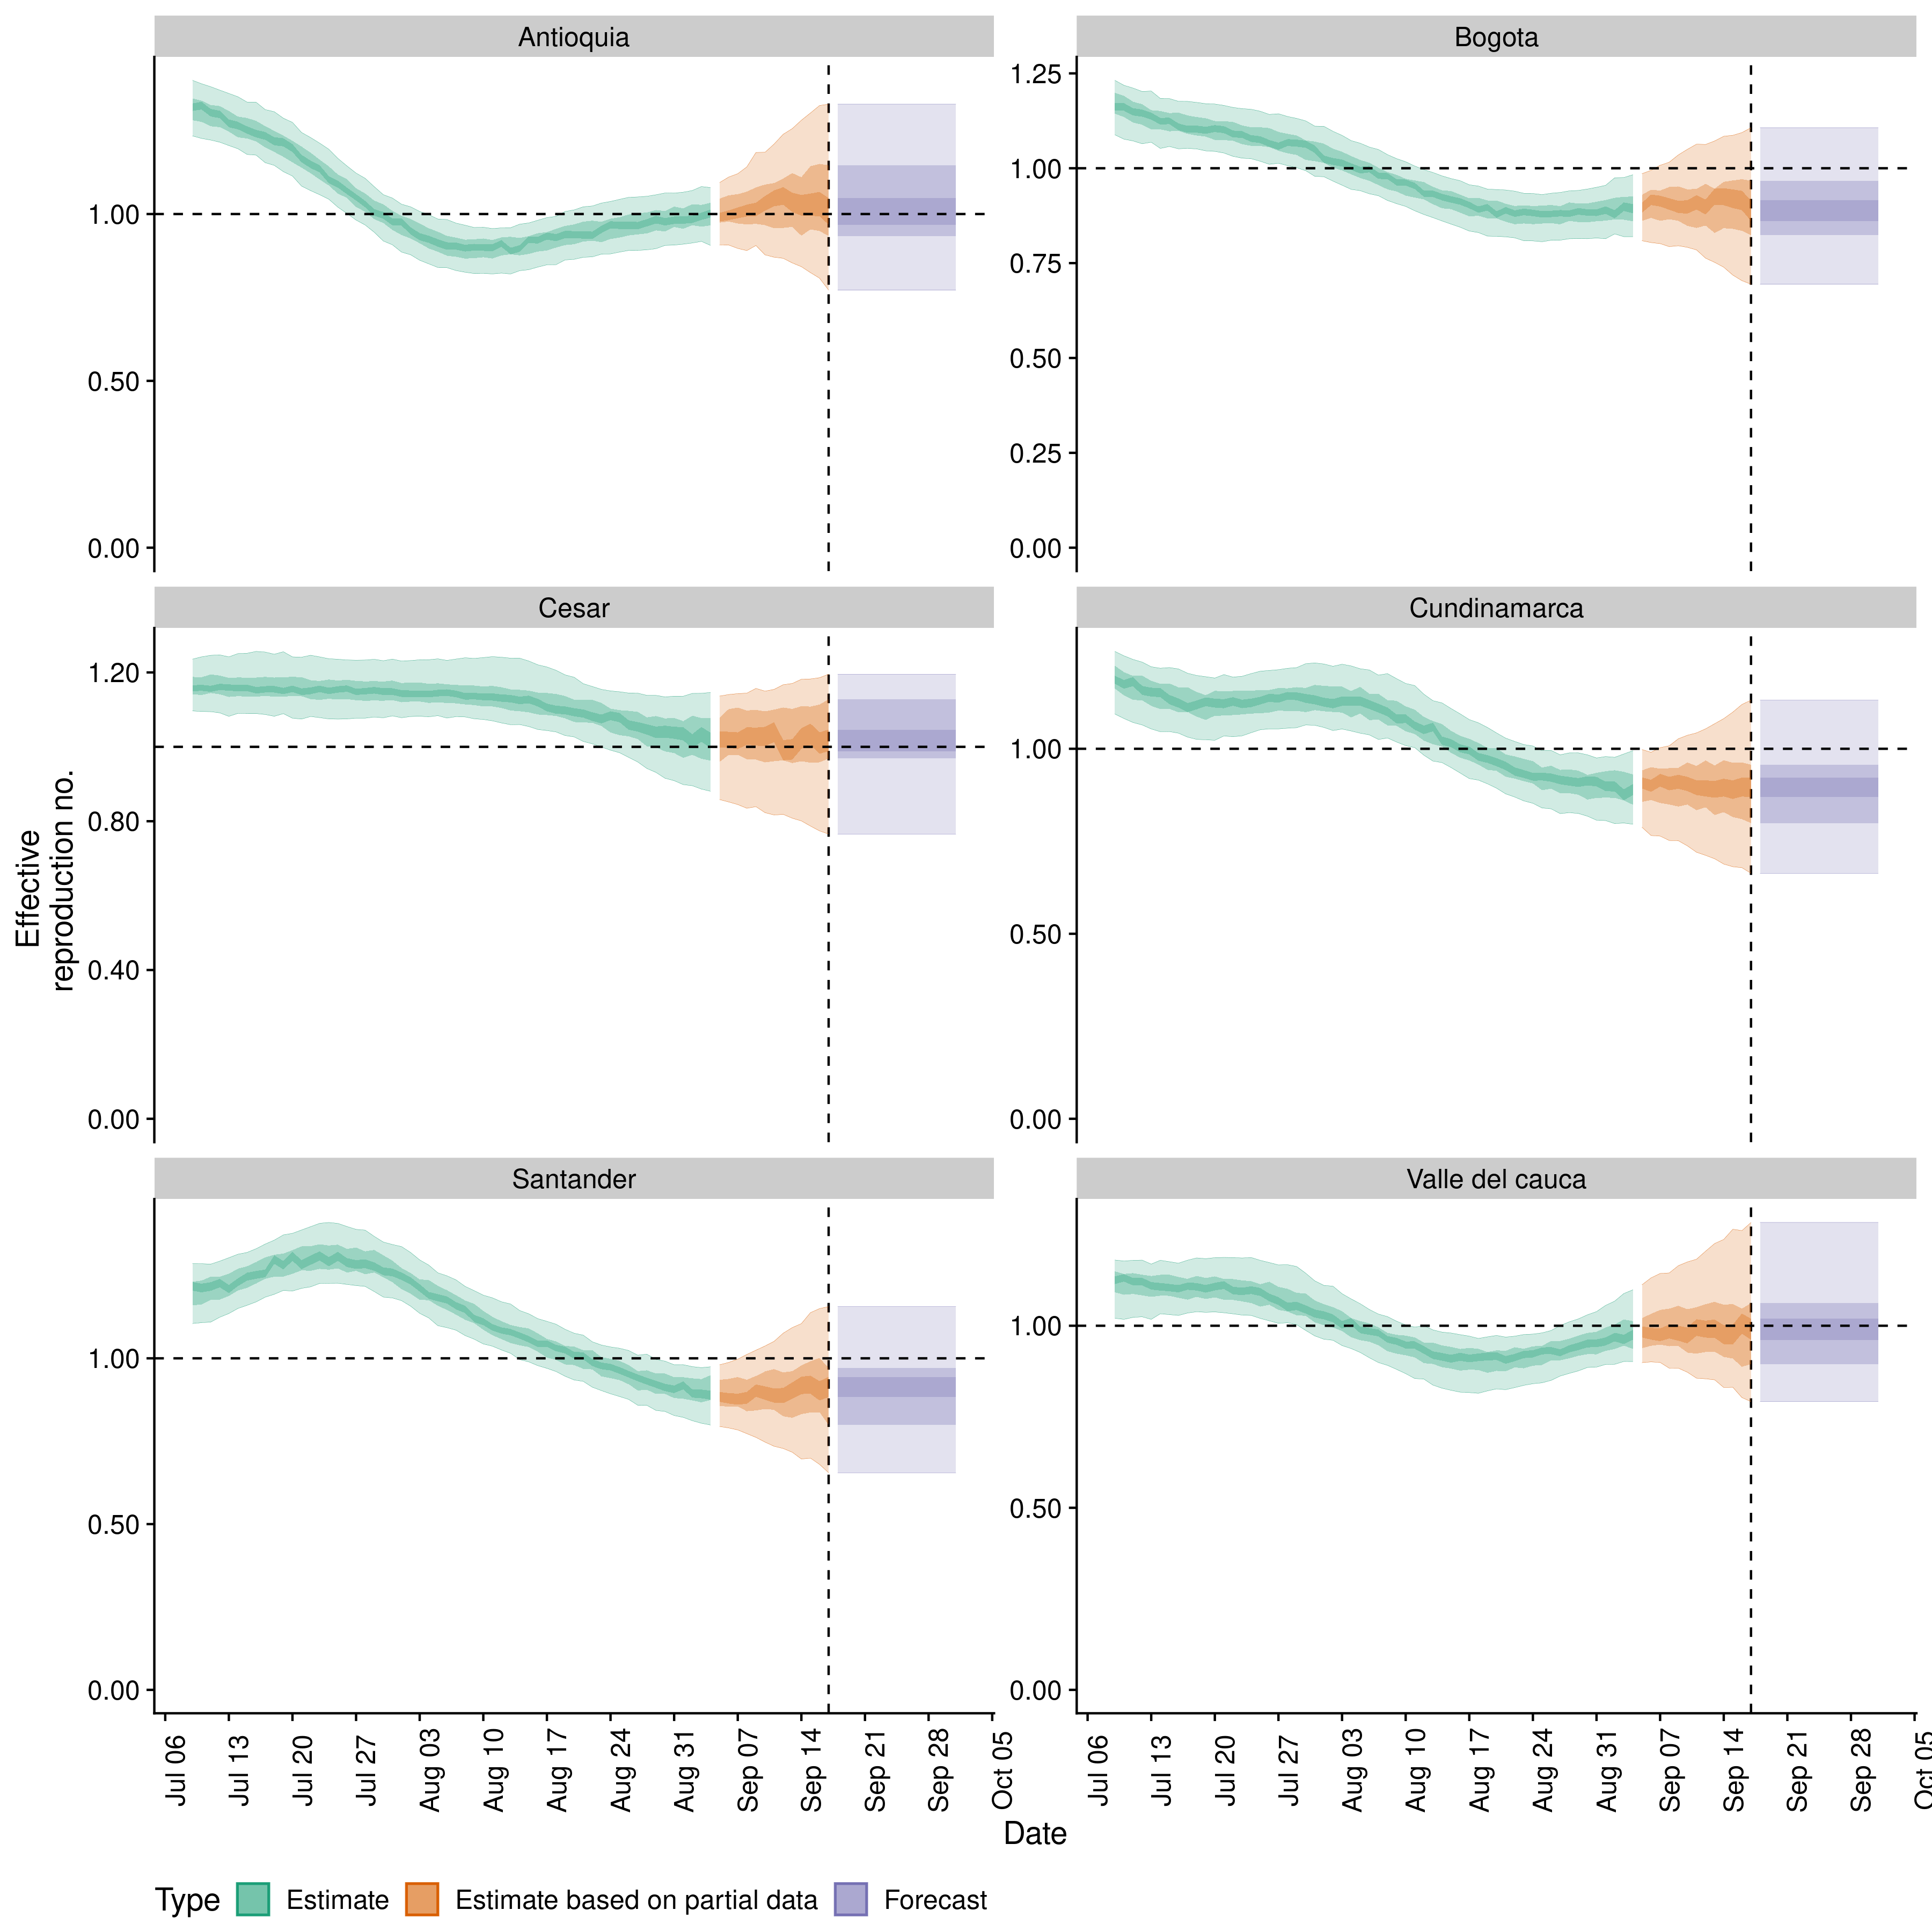 Antioquia
Bogota
1.00
0.50
0.00
1.25
1.00
0.75
0.50
0.25
0.00
Cesar
Cundinamarca
1.20
0.80
0.40
0.00
1.00
0.50
0.00
Effective
reproduction no.
Santander
Valle del cauca
1.00
0.50
0.00
1.00
0.50
0.00
Jul 06
Jul 13
Jul 20
Jul 27
Aug 03
Aug 10
Aug 17
Aug 24
Aug 31
Sep 07
Sep 14
Sep 21
Sep 28
Oct 05
Jul 06
Jul 13
Jul 20
Jul 27
Aug 03
Aug 10
Aug 17
Aug 24
Aug 31
Sep 07
Sep 14
Sep 21
Sep 28
Oct 05
Date
Type Estimate Estimate based on partial data Forecast